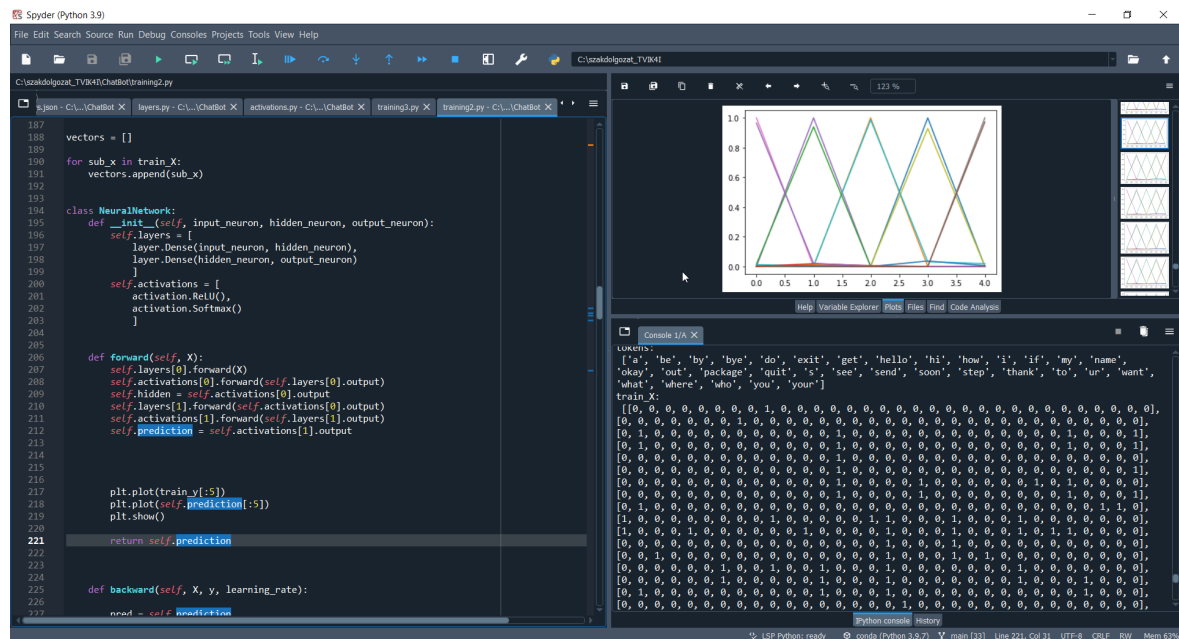 Spyder (Python 3.9)
File Edit Search Source Run Debug Consoles Projects Tools View Help
C:\szakdolgozat_TVIK4I
C:\szakdolgozat_TVIK4I\ChatBot\training2.py
s.json - C:\...\ChatBot
layers.py - C:\...\ChatBot
activations.py - C:\...\ChatBot
training3.py
training2.py - C:\...\ChatBot
187
188 vectors = []
189
190 for sub_x in train_X:
191 vectors.append(sub_x)
192
193
194 class NeuralNetwork:
195 def __init__(self, input_neuron, hidden_neuron, output_neuron):
196 self.layers = [
197 layer.Dense(input_neuron, hidden_neuron),
198 layer.Dense(hidden_neuron, output_neuron)
199 ]
200 self.activations = [
201 activation.ReLU(),
202 activation.Softmax()
203 ]
204
205
206 def forward(self, X):
207 self.layers[0].forward(X)
208 self.activations[0].forward(self.layers[0].output)
209 self.hidden = self.activations[0].output
210 self.layers[1].forward(self.activations[0].output)
211 self.activations[1].forward(self.layers[1].output)
212 self.prediction = self.activations[1].output
213
214
215
216
217 plt.plot(train_y[:5])
218 plt.plot(self.prediction[:5])
219 plt.show()
220
221 return self.prediction
222
223
224
225 def backward(self, X, y, learning_rate):
226
227 pred = self.prediction
123 %
1.0
0.8
0.6
0.4
0.2
0.0
0.0 0.5 1.0 1.5 2.0 2.5 3.0 3.5 4.0
Help Variable Explorer Plots Files Find Code Analysis
Console 1/A
tokens:
['a', 'be', 'by', 'bye', 'do', 'exit', 'get', 'hello', 'hi', 'how', 'i', 'if', 'my', 'name',
'okay', 'out', 'package', 'quit', 's', 'see', 'send', 'soon', 'step', 'thank', 'to', 'ur', 'want',
'what', 'where', 'who', 'you', 'your']
train_X:
IPython console History
LSP Python: ready conda (Python 3.9.7) main [33] Line 221, Col 31 UTF-8 CRLF RW Mem 63%